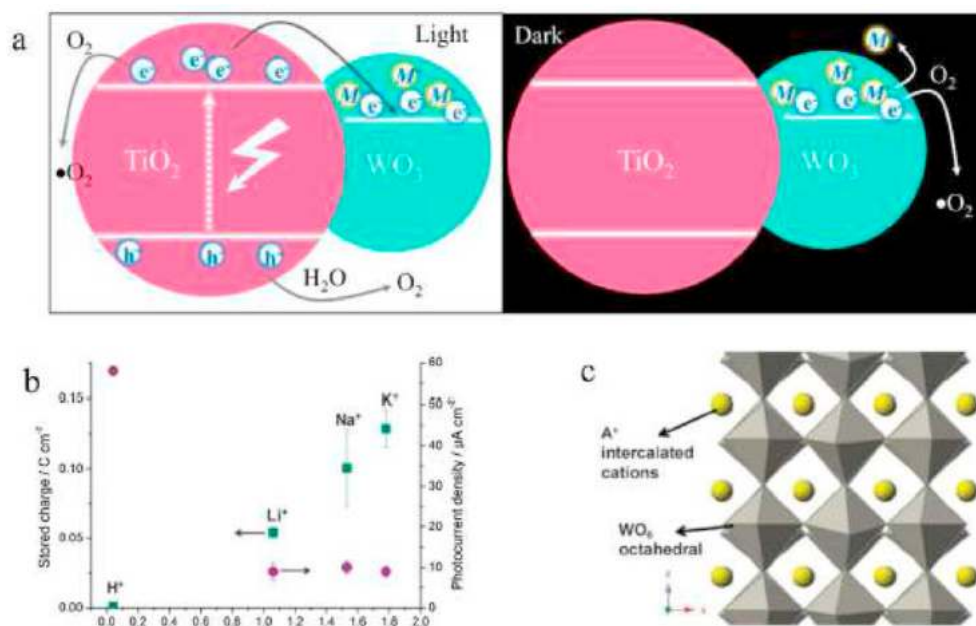 a
Light
Dark
O₂
e⁻
e⁻
e⁻
e⁻
M
M
M
e⁻
e⁻
e⁻
TiO₂
WO₃
•O₂
h⁺
h⁺
h⁺
H₂O
O₂
M
O₂
M
M
M
e⁻
e⁻
e⁻
TiO₂
WO₃
•O₂
b
Stored charge / C cm⁻²
0.15
0.10
0.05
0.00
H⁺
Li⁺
Na⁺
K⁺
60
50
40
30
20
10
0
Photocurrent density / µA cm⁻²
0.0 0.2 0.4 0.6 0.8 1.0 1.2 1.4 1.6 1.8 2.0
c
A⁺
intercalated
cations
WO₆
octahedral